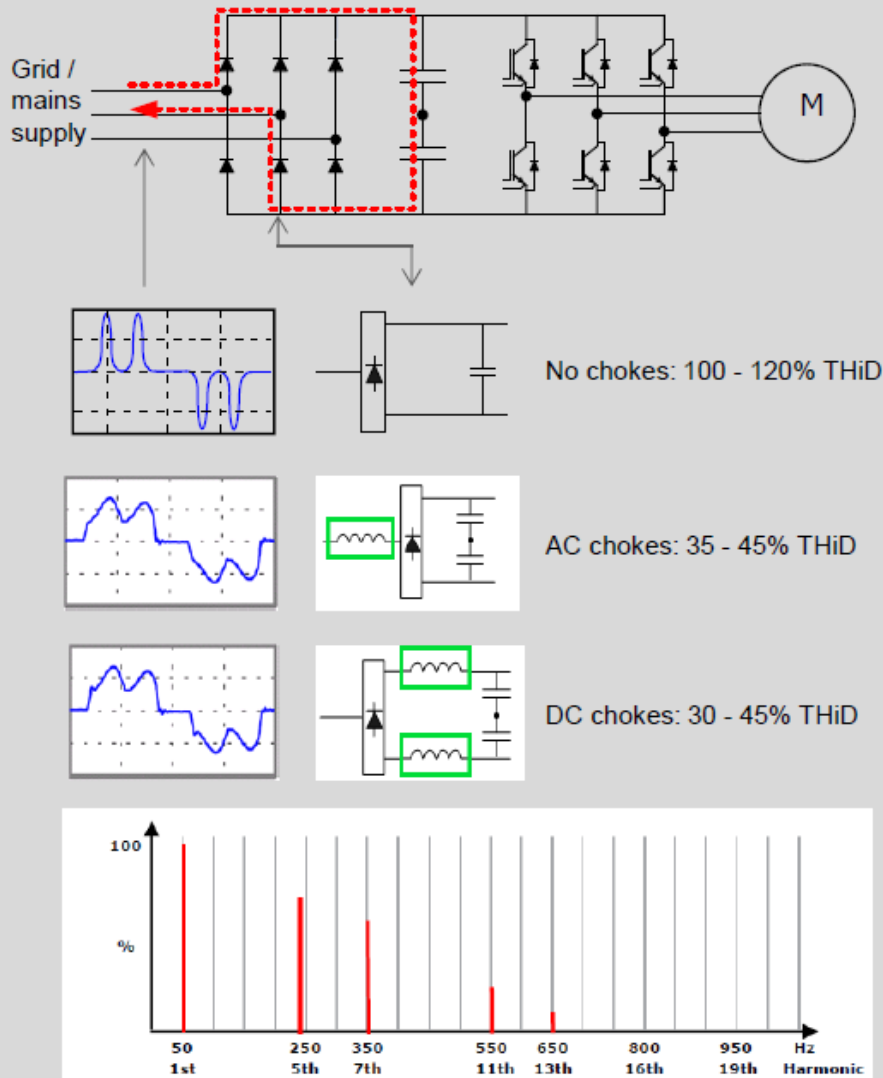 Grid /
mains
supply
M
No chokes: 100 - 120% THiD
AC chokes: 35 - 45% THiD
DC chokes: 30 - 45% THiD
100
%
50 250 350 550 650 800 950 Hz
1st 5th 7th 11th 13th 16th 19th Harmonic